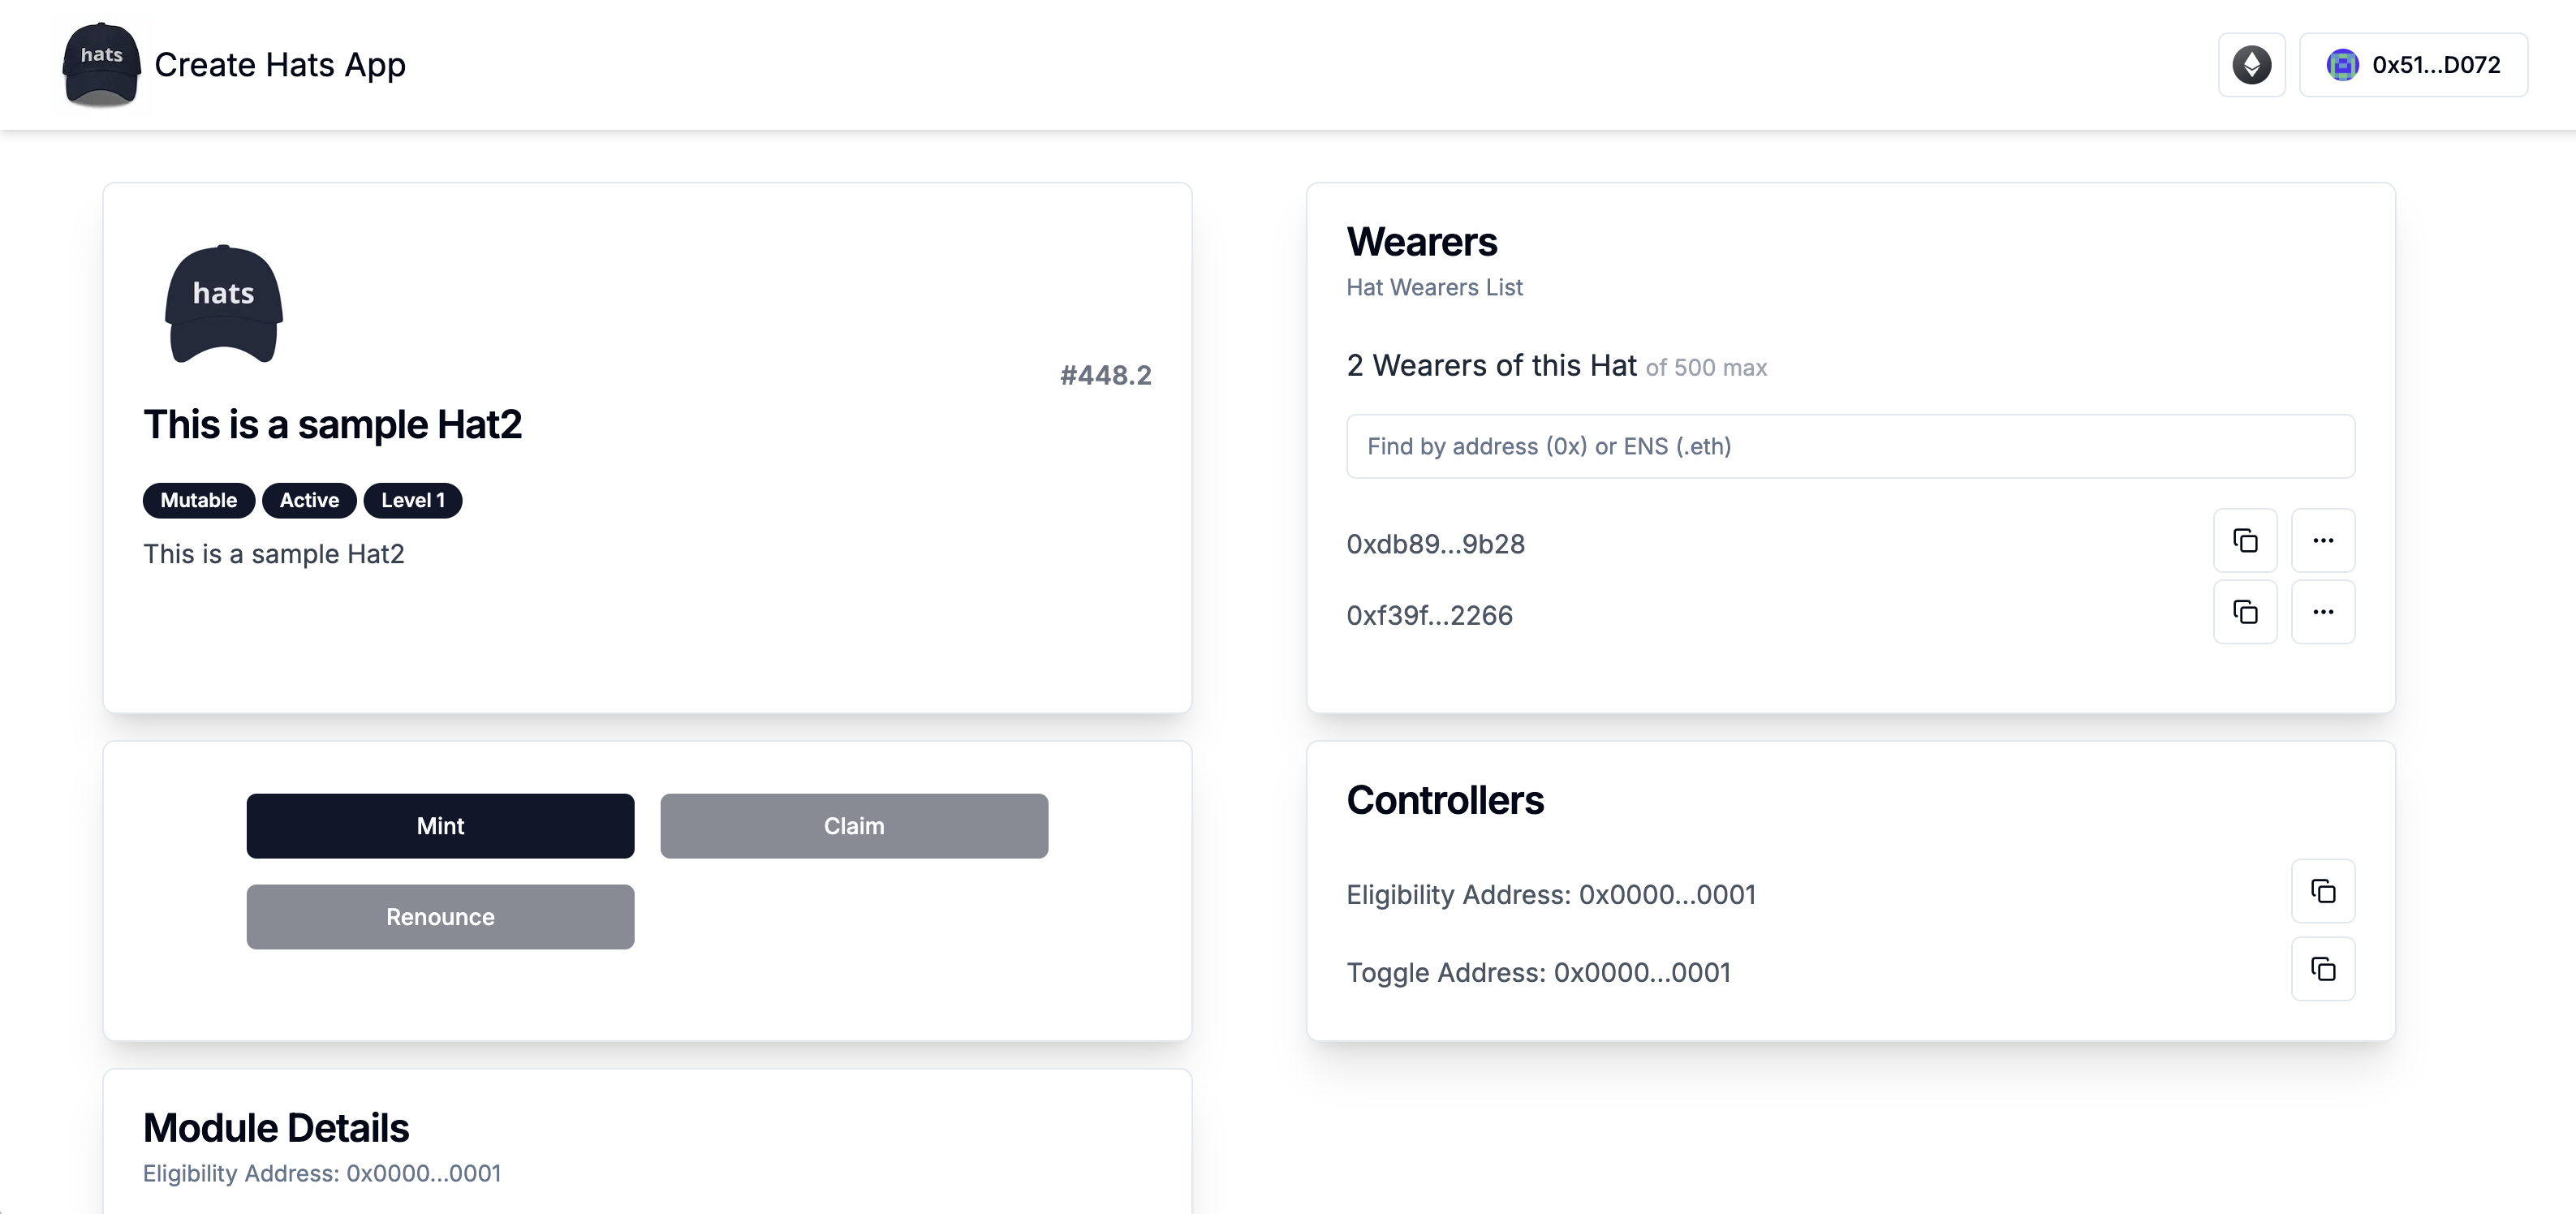 hats
Create Hats App
0x51...D072
hats
#448.2
This is a sample Hat2
Mutable Active Level 1
This is a sample Hat2
Wearers
Hat Wearers List
2 Wearers of this Hat of 500 max
Find by address (0x) or ENS (.eth)
0xdb89...9b28
0xf39f...2266
Mint Claim
Renounce
Controllers
Eligibility Address: 0x0000...0001
Toggle Address: 0x0000...0001
Module Details
Eligibility Address: 0x0000...0001